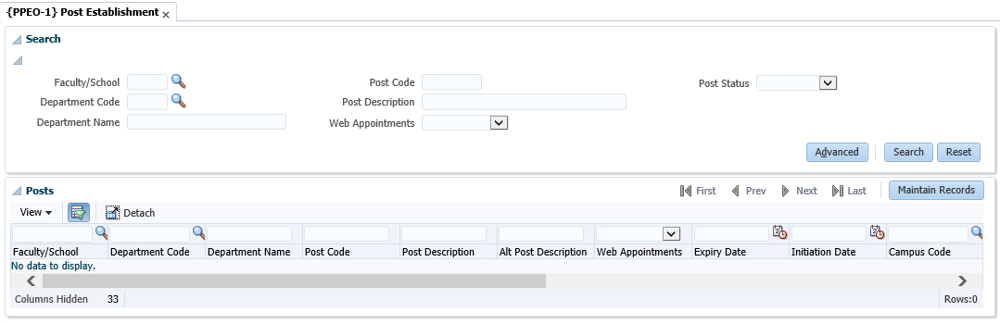 {PPEO-1} Post Establishment
Search
Faculty/School Post Code Post Status
Department Code Post Description
Department Name Web Appointments
Advanced Search Reset
Posts First Prev Next Last Maintain Records
View Detach
Faculty/School Department Code Department Name Post Code Post Description Alt Post Description Web Appointments Expiry Date Initiation Date Campus Code
No data to display.
Columns Hidden 33 Rows:0